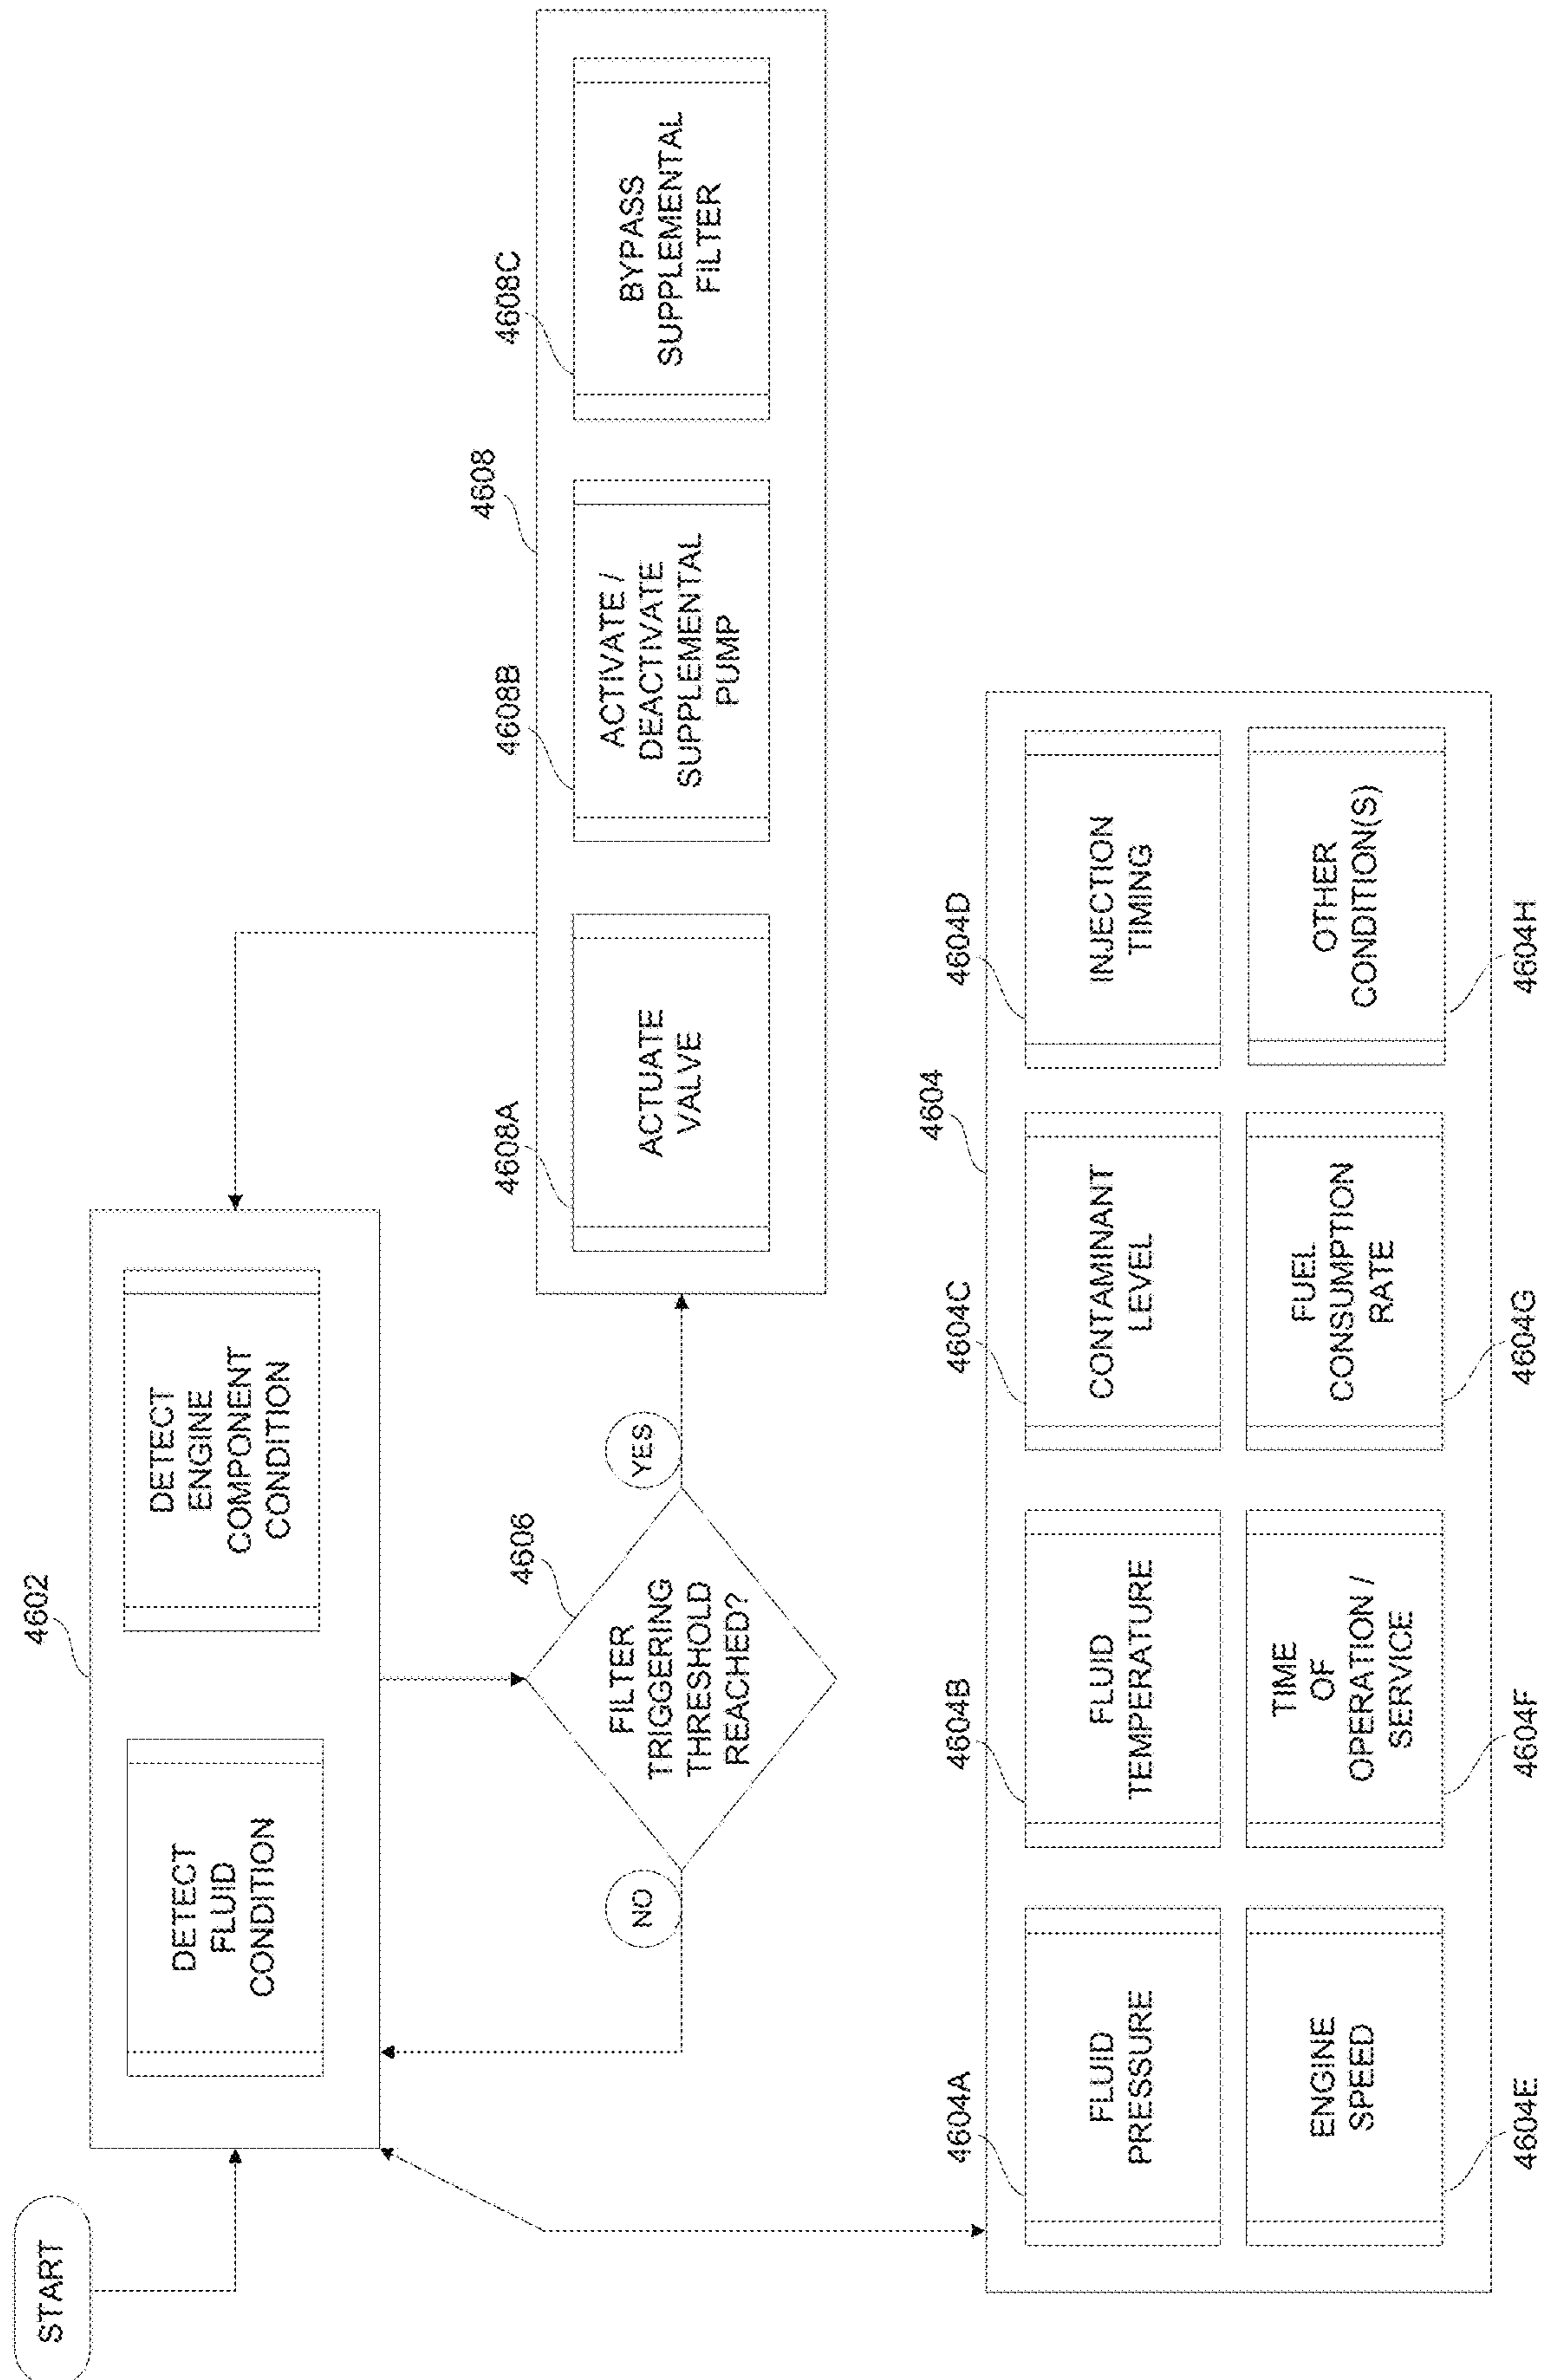 START
4602
DETECT
FLUID
CONDITION
DETECT
ENGINE
COMPONENT
CONDITION
4606
FILTER
TRIGGERING
THRESHOLD
REACHED?
NO
YES
4608
4608A
ACTUATE
VALVE
4608B
ACTIVATE /
DEACTIVATE
SUPPLEMENTAL
PUMP
4608C
BYPASS
SUPPLEMENTAL
FILTER
4604
4604A
FLUID
PRESSURE
4604B
FLUID
TEMPERATURE
4604C
CONTAMINANT
LEVEL
4604D
INJECTION
TIMING
ENGINE
SPEED
4604E
TIME
OF
OPERATION /
SERVICE
4604F
FUEL
CONSUMPTION
RATE
4604G
OTHER
CONDITION(S)
4604H